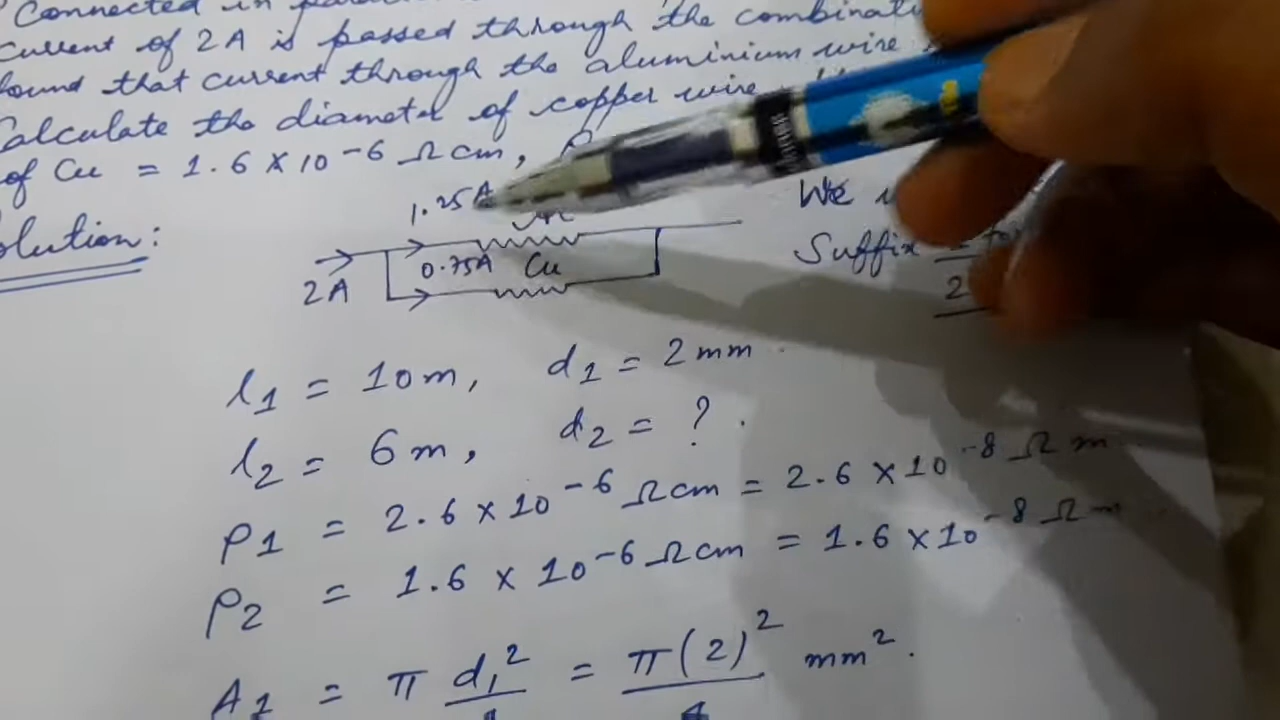 Connected in
current of 2A is passed through the combinati
found that current through the aluminium wire
Calculate the diameter of copper wire
of Cu = 1.6 × 10⁻⁶ Ω cm,
olution:
1.25A
We
Suffix
2A
0.75A Cu
2
l1 = 10m, d1 = 2mm
l2 = 6m, d2 = ?
ρ1 = 2.6 × 10⁻⁶ Ω cm = 2.6 × 10⁻⁸ Ω m
ρ2 = 1.6 × 10⁻⁶ Ω cm = 1.6 × 10⁻⁸ Ω
A1 = π d1² = π(2)² mm².
4